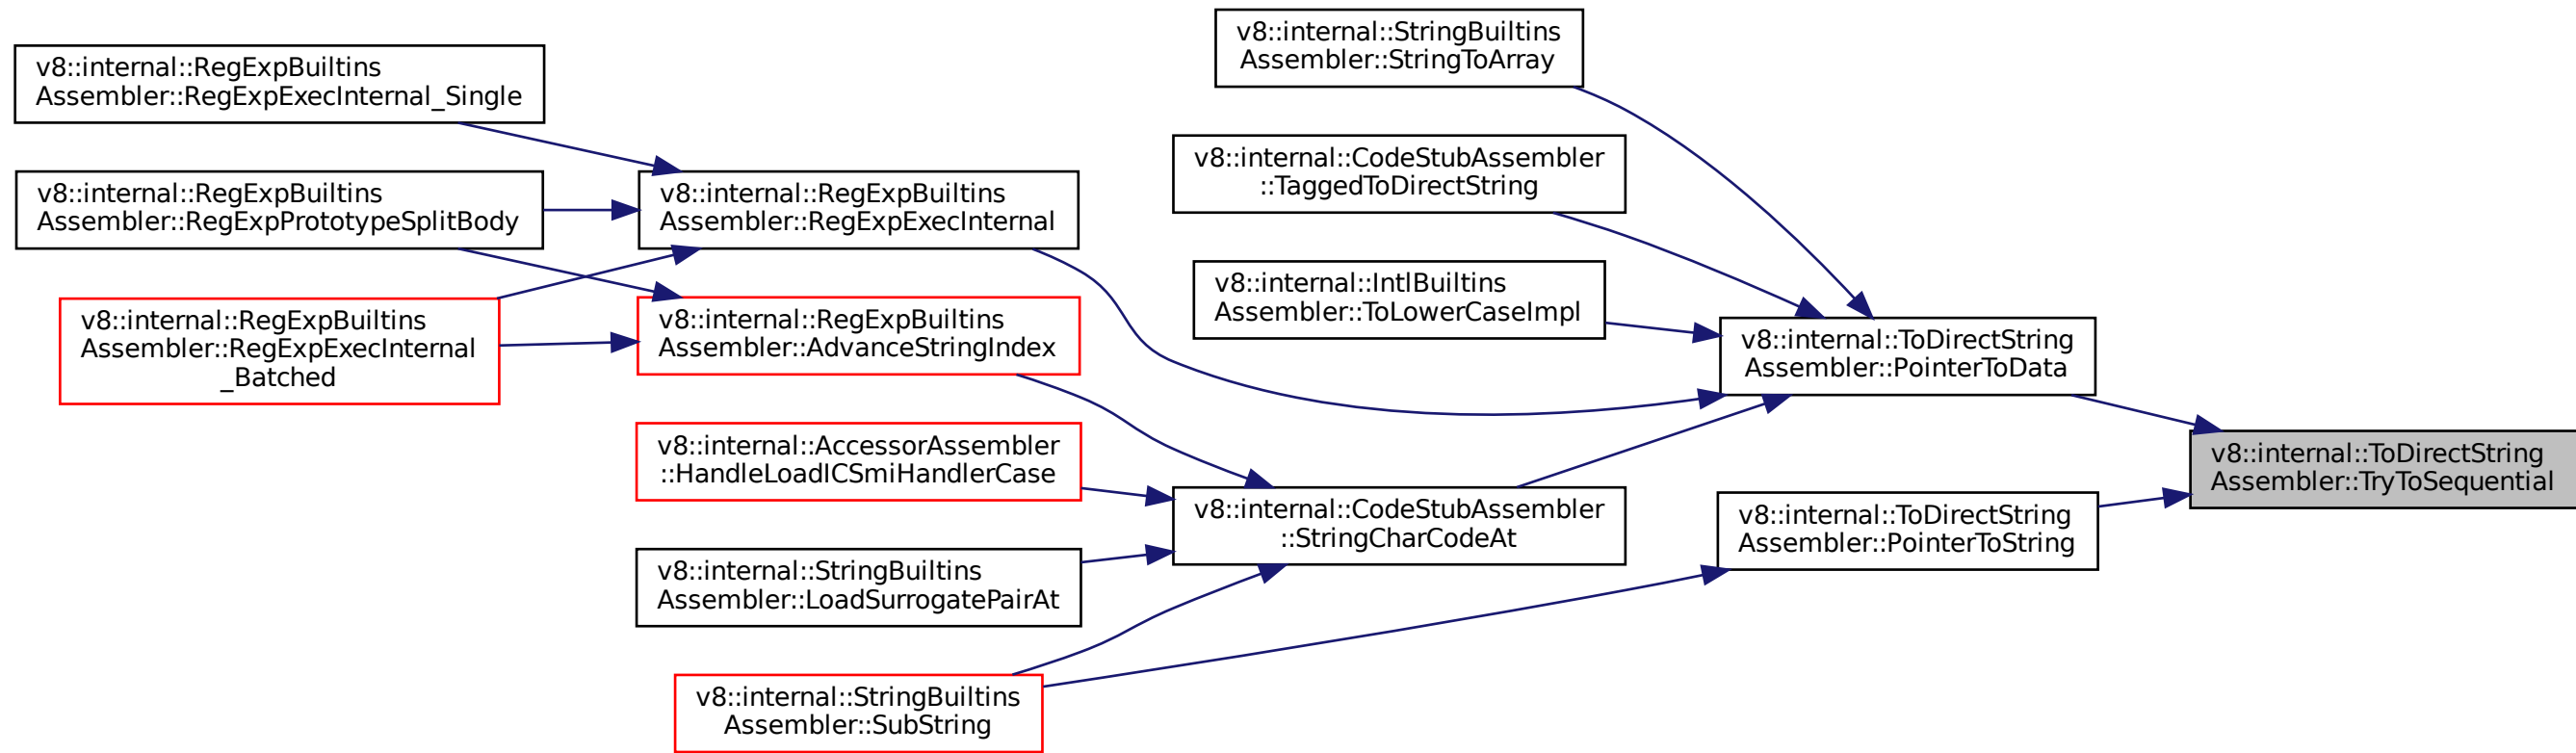 v8::internal::RegExpBuiltins
Assembler::RegExpExecInternal_Single
v8::internal::RegExpBuiltins
Assembler::RegExpPrototypeSplitBody
v8::internal::RegExpBuiltins
Assembler::RegExpExecInternal
_Batched
v8::internal::RegExpBuiltins
Assembler::RegExpExecInternal
v8::internal::RegExpBuiltins
Assembler::AdvanceStringIndex
v8::internal::AccessorAssembler
::HandleLoadICSmiHandlerCase
v8::internal::StringBuiltins
Assembler::LoadSurrogatePairAt
v8::internal::StringBuiltins
Assembler::SubString
v8::internal::StringBuiltins
Assembler::StringToArray
v8::internal::CodeStubAssembler
::TaggedToDirectString
v8::internal::IntlBuiltins
Assembler::ToLowerCaseImpl
v8::internal::CodeStubAssembler
::StringCharCodeAt
v8::internal::ToDirectString
Assembler::PointerToData
v8::internal::ToDirectString
Assembler::PointerToString
v8::internal::ToDirectString
Assembler::TryToSequential